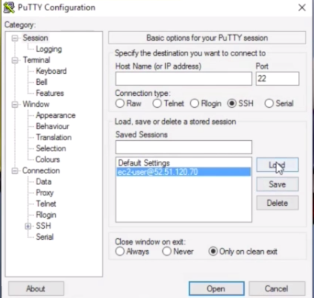 PuTTY Configuration
Category:
Session
Logging
Terminal
Keyboard
Bell
Features
Window
Appearance
Behaviour
Translation
Selection
Colours
Connection
Data
Proxy
Telnet
Rlogin
SSH
Serial
Basic options for your PuTTY session
Specify the destination you want to connect to
Host Name (or IP address) Port
22
Connection type:
Raw Telnet Rlogin SSH Serial
Load, save or delete a stored session
Saved Sessions
Default Settings
ec2-user@52.51.120.70
Load
Save
Delete
Close window on exit:
Always Never Only on clean exit
About Open Cancel